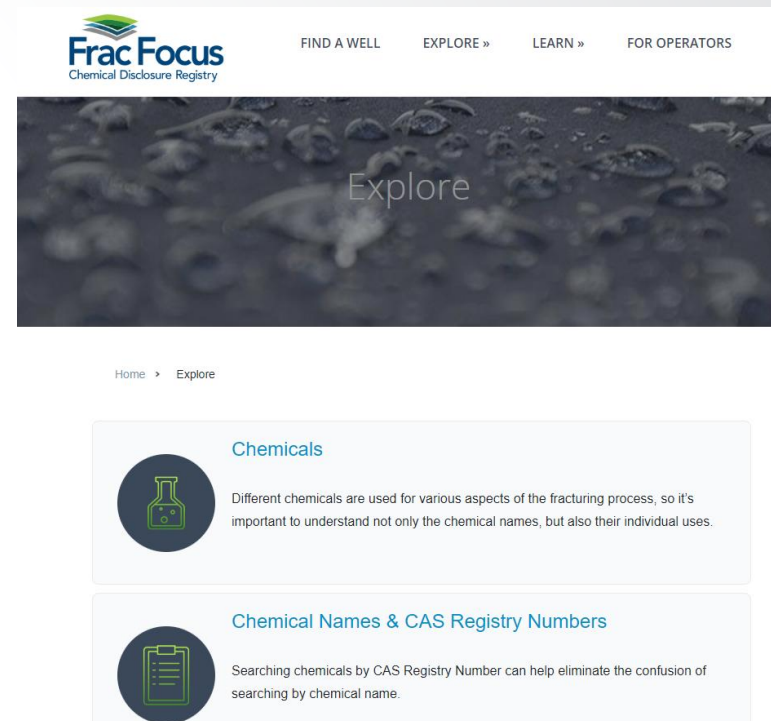 Frac Focus
Chemical Disclosure Registry
FIND A WELL EXPLORE » LEARN » FOR OPERATORS
Explore
Home > Explore
Chemicals
Different chemicals are used for various aspects of the fracturing process, so it's
important to understand not only the chemical names, but also their individual uses.
Chemical Names & CAS Registry Numbers
Searching chemicals by CAS Registry Number can help eliminate the confusion of
searching by chemical name.